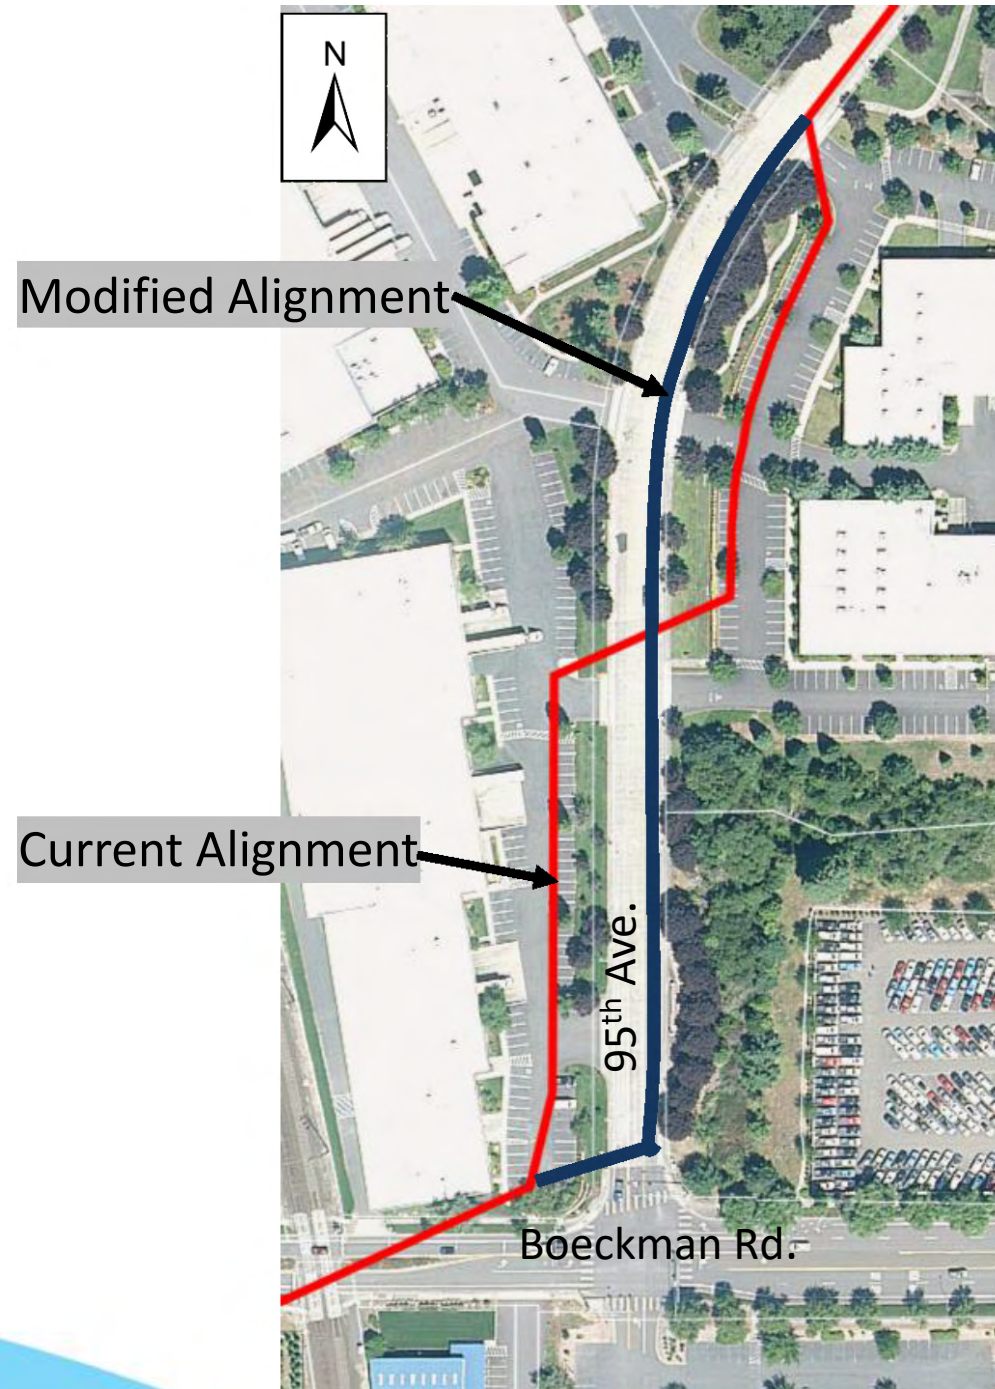 N
Modified Alignment
Current Alignment
95th Ave.
Boeckman Rd.